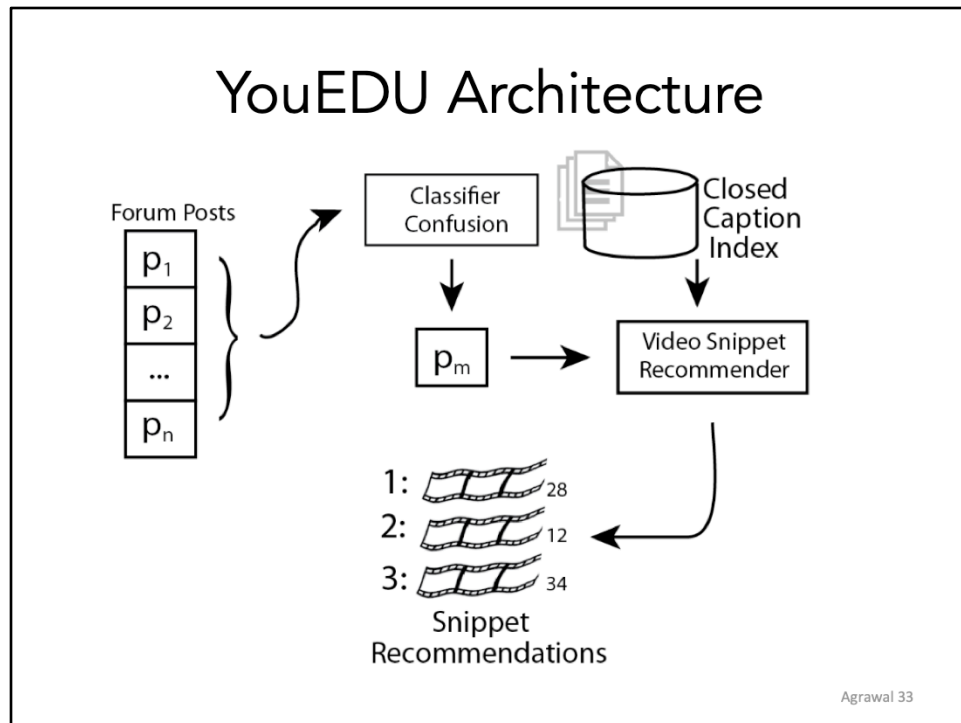 YouEDU Architecture
Forum Posts
p1
p2
...
pn
Classifier
Confusion
Closed
Caption
Index
pm
Video Snippet
Recommender
1:
28
2:
12
3:
34
Snippet
Recommendations
Agrawal 33